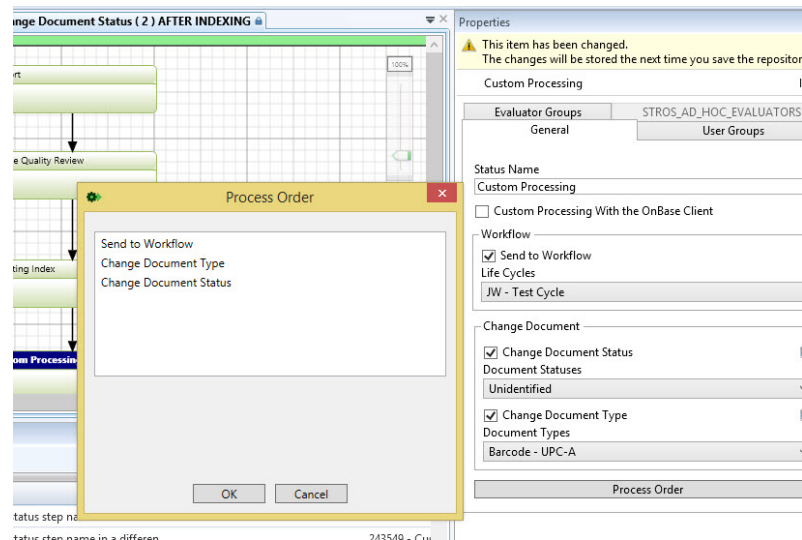 nge Document Status ( 2 ) AFTER INDEXING
Properties
This item has been changed.
The changes will be stored the next time you save the repositor
Custom Processing
Evaluator Groups
STROS_AD_HOC_EVALUATORS
General
User Groups
Status Name
Custom Processing
Custom Processing With the OnBase Client
Workflow
Send to Workflow
Life Cycles
JW - Test Cycle
Change Document
Change Document Status
Document Statuses
Unidentified
Change Document Type
Document Types
Barcode - UPC-A
Process Order
100%
rt
e Quality Review
ting Index
om Processin
Process Order
Send to Workflow
Change Document Type
Change Document Status
OK
Cancel
tatus step na
tatus step name in a differen
243549 - Cu